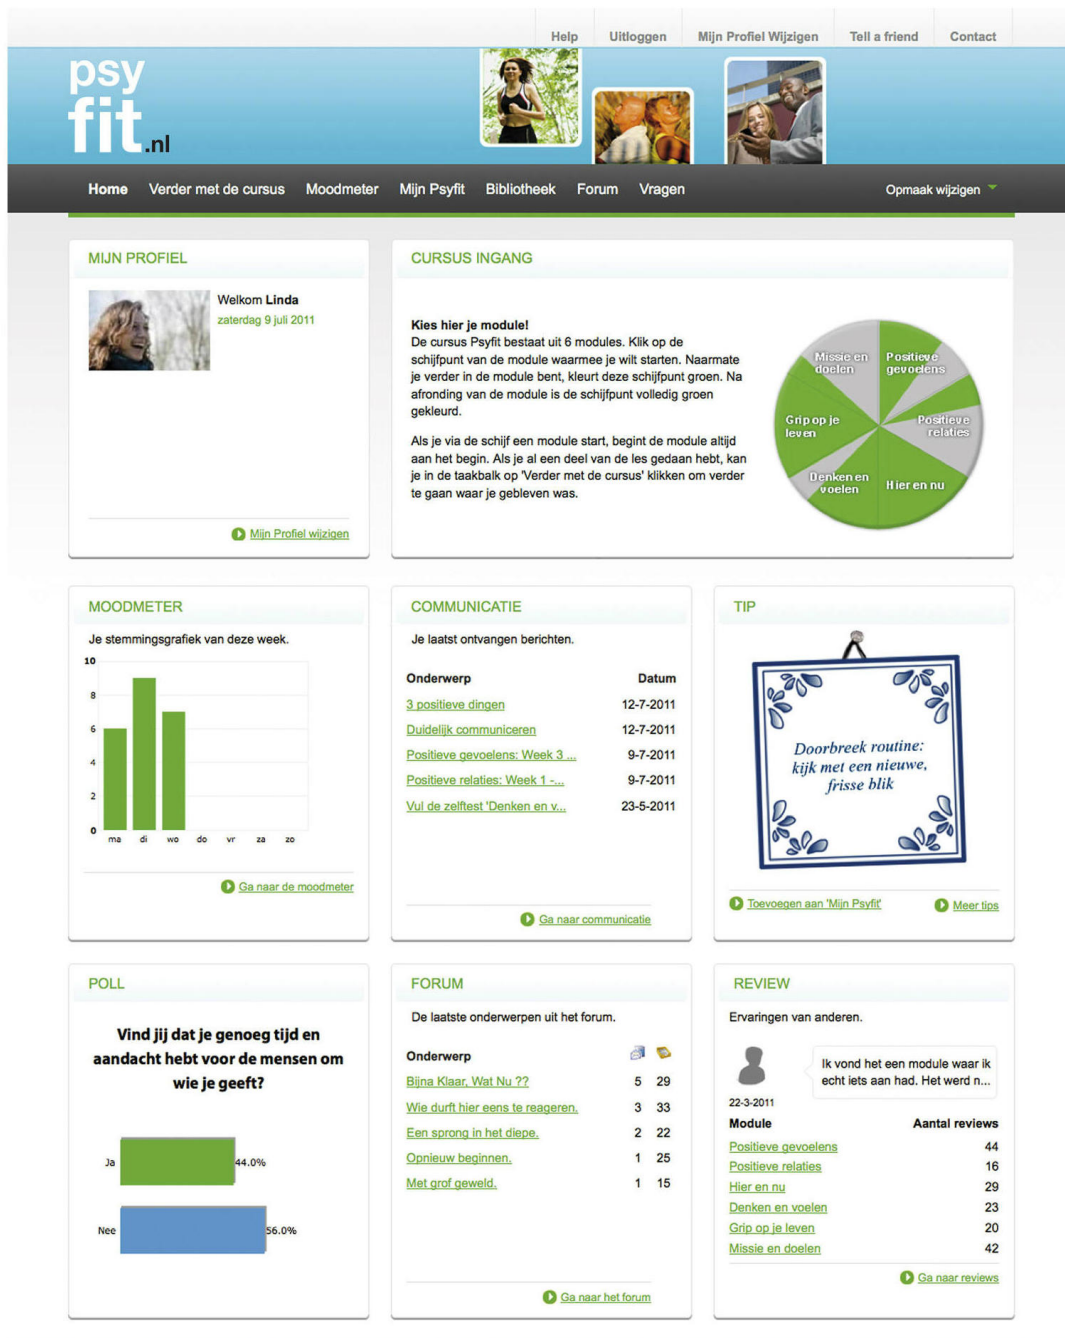 Help Uitloggen Mijn Profiel Wijzigen Tell a friend Contact
psy
fit.nl
Home Verder met de cursus Moodmeter Mijn Psyfit Bibliotheek Forum Vragen Opmaak wijzigen
MIJN PROFIEL
Welkom Linda
zaterdag 9 juli 2011
Mijn Profiel wijzigen
CURSUS INGANG
Kies hier je module!
De cursus Psyfit bestaat uit 6 modules. Klik op de
schijfpunt van de module waarmee je wilt starten. Naarmate
je verder in de module bent, kleurt deze schijfpunt groen. Na
afronding van de module is de schijfpunt volledig groen
gekleurd.
Als je via de schijf een module start, begint de module altijd
aan het begin. Als je al een deel van de les gedaan hebt, kan
je in de taakbalk op 'Verder met de cursus' klikken om verder
te gaan waar je gebleven was.
Missie en
doelen
Positieve
gevoelens
Grip op je
leven
Positieve
relaties
Denken en
voelen
Hier en nu
MOODMETER
Je stemmingsgrafiek van deze week.
10
8
6
4
2
0
ma di wo do vr za zo
Ga naar de moodmeter
COMMUNICATIE
Je laatst ontvangen berichten.
Onderwerp Datum
3 positieve dingen 12-7-2011
Duidelijk communiceren 12-7-2011
Positieve gevoelens: Week 3 ... 9-7-2011
Positieve relaties: Week 1 -... 9-7-2011
Vul de zelftest 'Denken en v... 23-5-2011
Ga naar communicatie
TIP
Doorbreek routine:
kijk met een nieuwe,
frisse blik
Toevoegen aan 'Mijn Psyfit' Meer tips
POLL
Vind jij dat je genoeg tijd en
aandacht hebt voor de mensen om
wie je geeft?
Ja 44.0%
Nee 56.0%
FORUM
De laatste onderwerpen uit het forum.
Onderwerp
Bijna Klaar, Wat Nu ?? 5 29
Wie durft hier eens te reageren. 3 33
Een sprong in het diepe. 2 22
Opnieuw beginnen. 1 25
Met grof geweld. 1 15
Ga naar het forum
REVIEW
Ervaringen van anderen.
Ik vond het een module waar ik
echt iets aan had. Het werd n...
22-3-2011
Module Aantal reviews
Positieve gevoelens 44
Positieve relaties 16
Hier en nu 29
Denken en voelen 23
Grip op je leven 20
Missie en doelen 42
Ga naar reviews